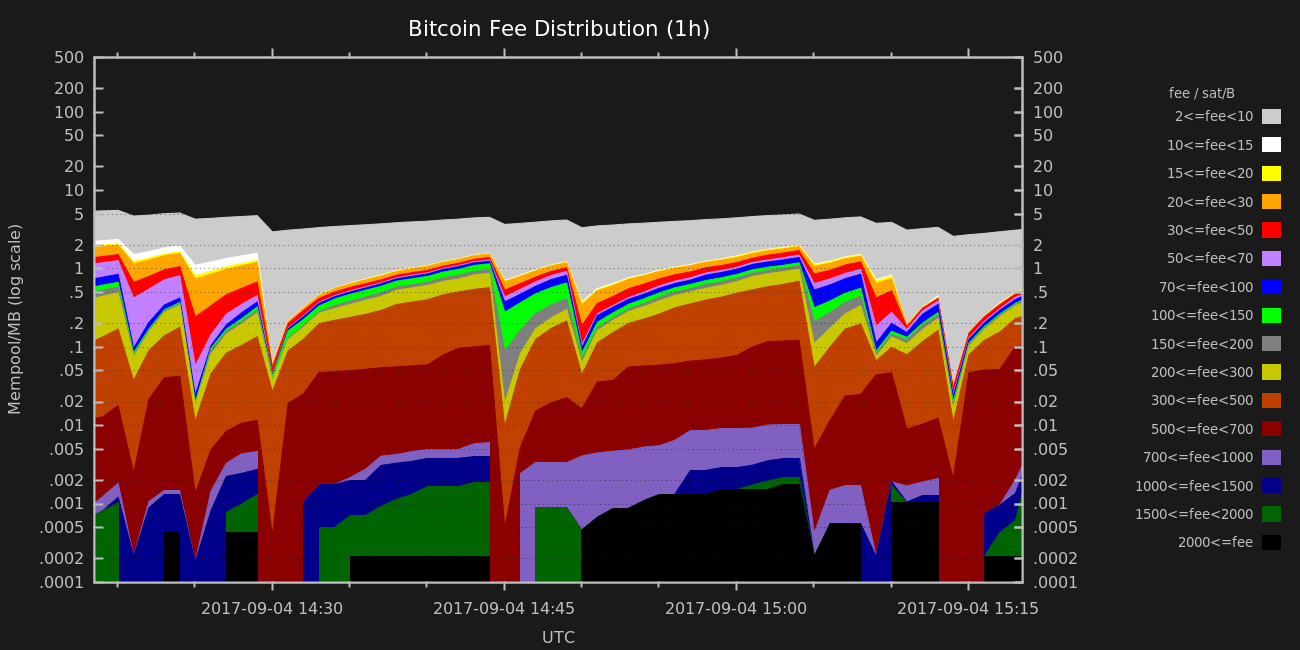 Bitcoin Fee Distribution (1h)
Mempool/MB (log scale)
500
200
100
50
20
10
5
2
1
.5
.2
.1
.05
.02
.01
.005
.002
.001
.0005
.0002
.0001
500
200
100
50
20
10
5
2
1
.5
.2
.1
.05
.02
.01
.005
.002
.001
.0005
.0002
.0001
2017-09-04 14:30
2017-09-04 14:45
2017-09-04 15:00
2017-09-04 15:15
UTC
fee / sat/B
2<=fee<10
10<=fee<15
15<=fee<20
20<=fee<30
30<=fee<50
50<=fee<70
70<=fee<100
100<=fee<150
150<=fee<200
200<=fee<300
300<=fee<500
500<=fee<700
700<=fee<1000
1000<=fee<1500
1500<=fee<2000
2000<=fee